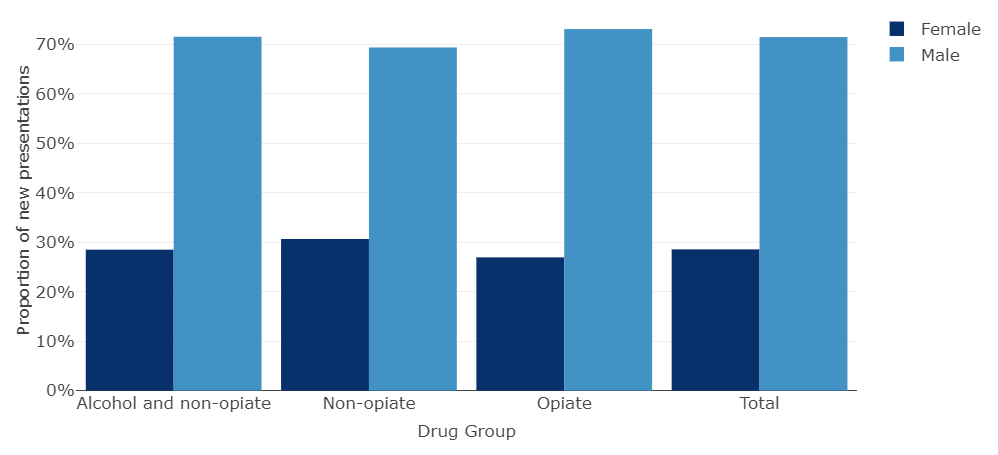 Female
Male
Proportion of new presentations
70%
60%
50%
40%
30%
20%
10%
0%
Alcohol and non-opiate Non-opiate Opiate Total
Drug Group